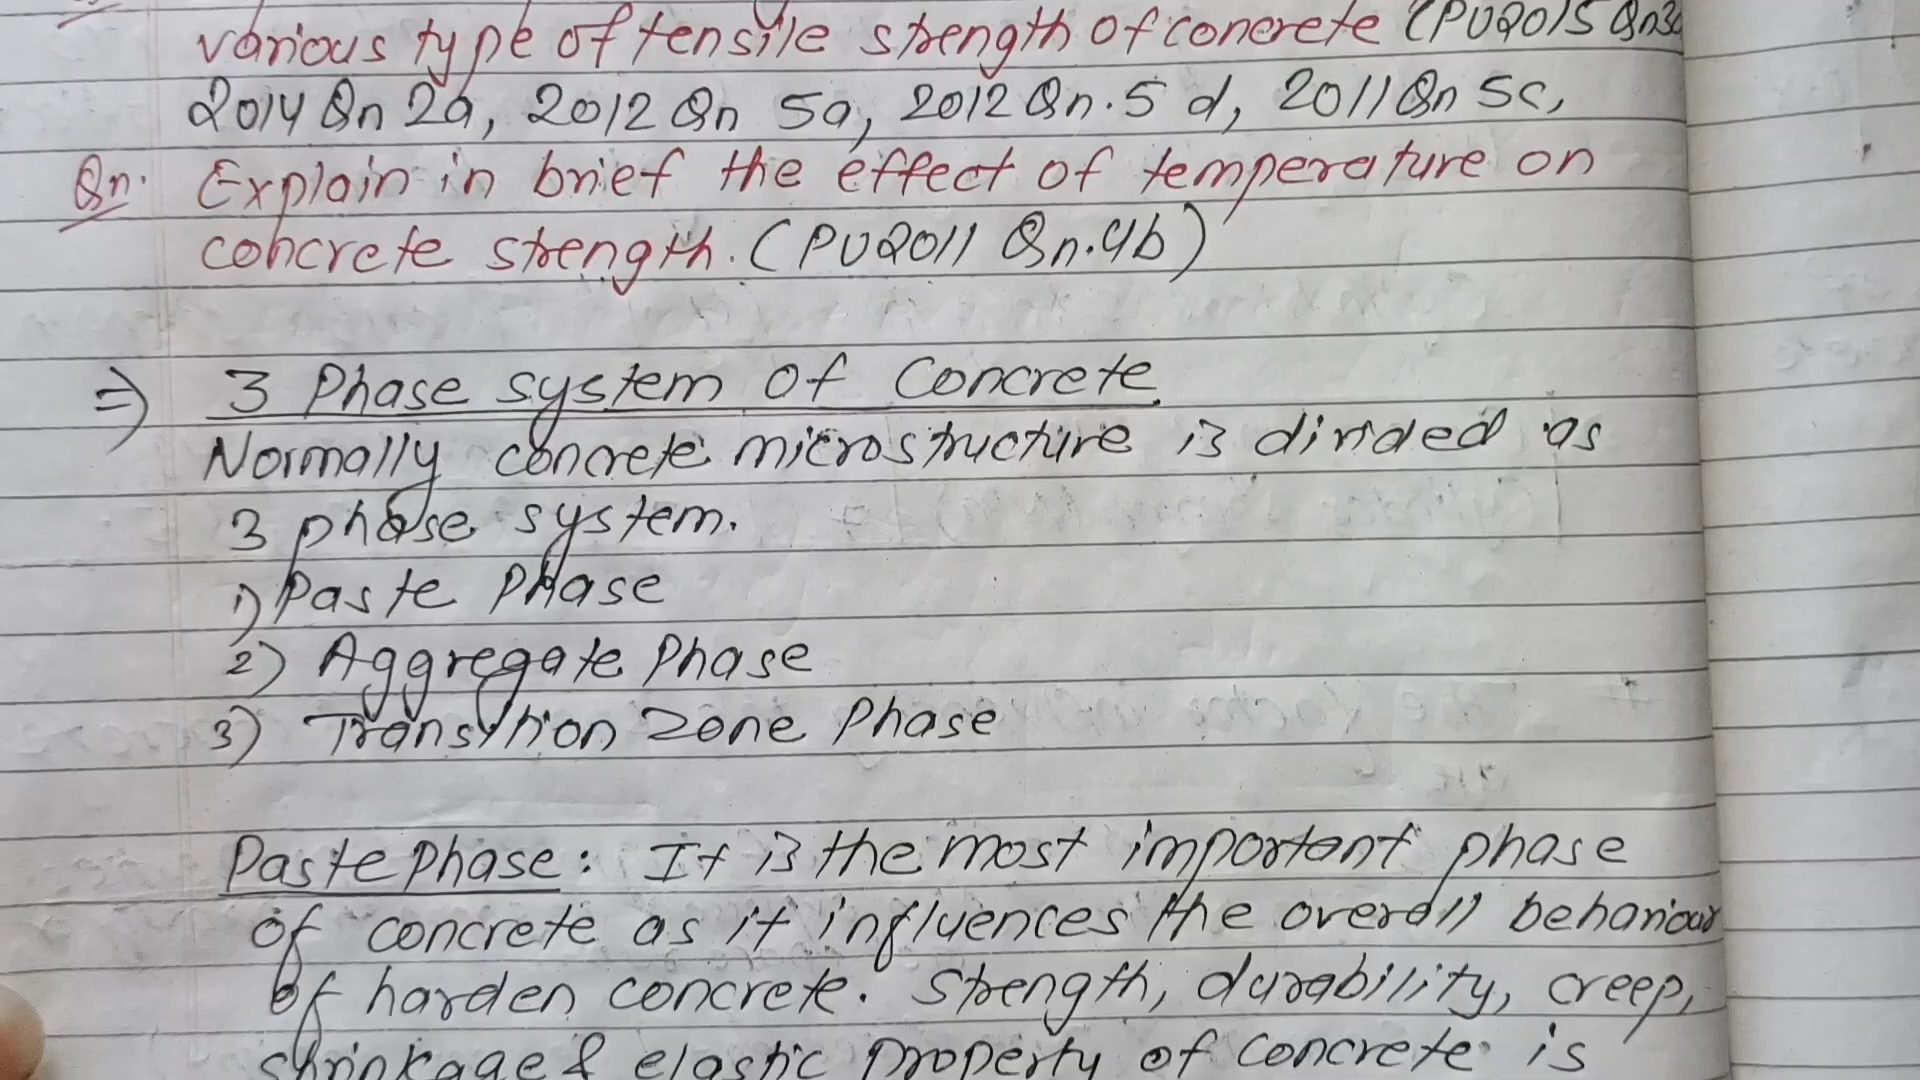 various type of tensile strength of concrete (PU2015 Qn3c
2014 Qn 2a, 2012 Qn 5a, 2012 Qn.5 d, 2011 Qn 5c,
Qn. Explain in brief the effect of temperature on
concrete strength. (PU2011 Qn.4b)
⇒ 3 Phase system of Concrete
Normally concrete microstructure is divided as
3 phase system.
1) Paste Phase
2) Aggregate Phase
3) Transition Zone Phase
Paste Phase: It is the most important phase
of concrete as it influences the overall behaviour
of harden concrete. Strength, durability, creep,
shrinkage & elastic property of concrete is